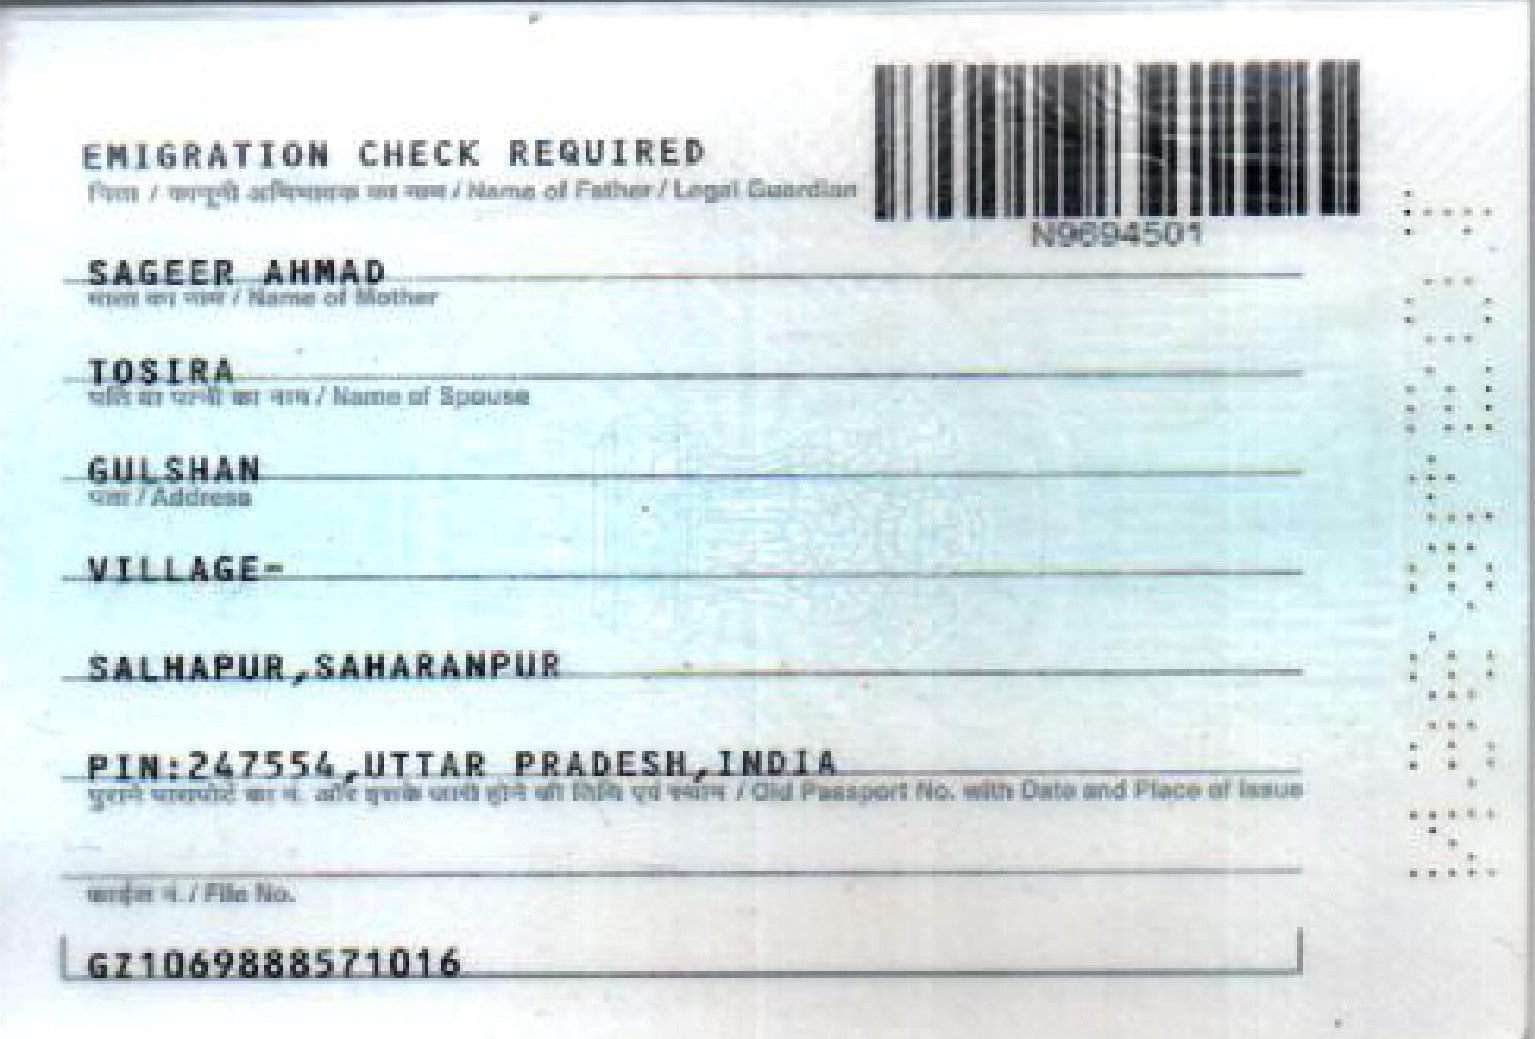 N9694501
EMIGRATION CHECK REQUIRED
पिता / कानूनी अभिभावक का नाम / Name of Father / Legal Guardian
SAGEER AHMAD
माता का नाम / Name of Mother
TOSIRA
पति या पत्नी का नाम / Name of Spouse
GULSHAN
पता / Address
VILLAGE-
SALHAPUR,SAHARANPUR
PIN:247554,UTTAR PRADESH,INDIA
पुराने पासपोर्ट का नं. और इसके जारी होने की तिथि एवं स्थान / Old Passport No. with Date and Place of Issue
फाईल नं. / File No.
GZ1069888571016